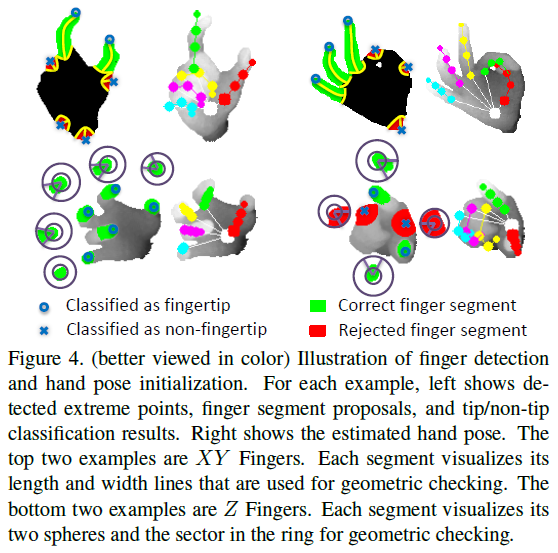 Classified as fingertip
Correct finger segment
Classified as non-fingertip
Rejected finger segment
Figure 4. (better viewed in color) Illustration of finger detection
and hand pose initialization. For each example, left shows de-
tected extreme points, finger segment proposals, and tip/non-tip
classification results. Right shows the estimated hand pose. The
top two examples are XY Fingers. Each segment visualizes its
length and width lines that are used for geometric checking. The
bottom two examples are Z Fingers. Each segment visualizes its
two spheres and the sector in the ring for geometric checking.